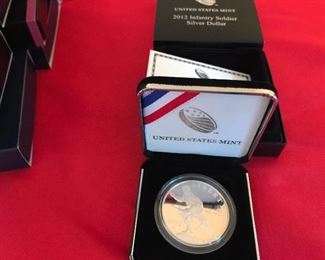 UNITED STATES MINT
2012 Infantry Soldier
Silver Dollar
UNITED STATES MINT